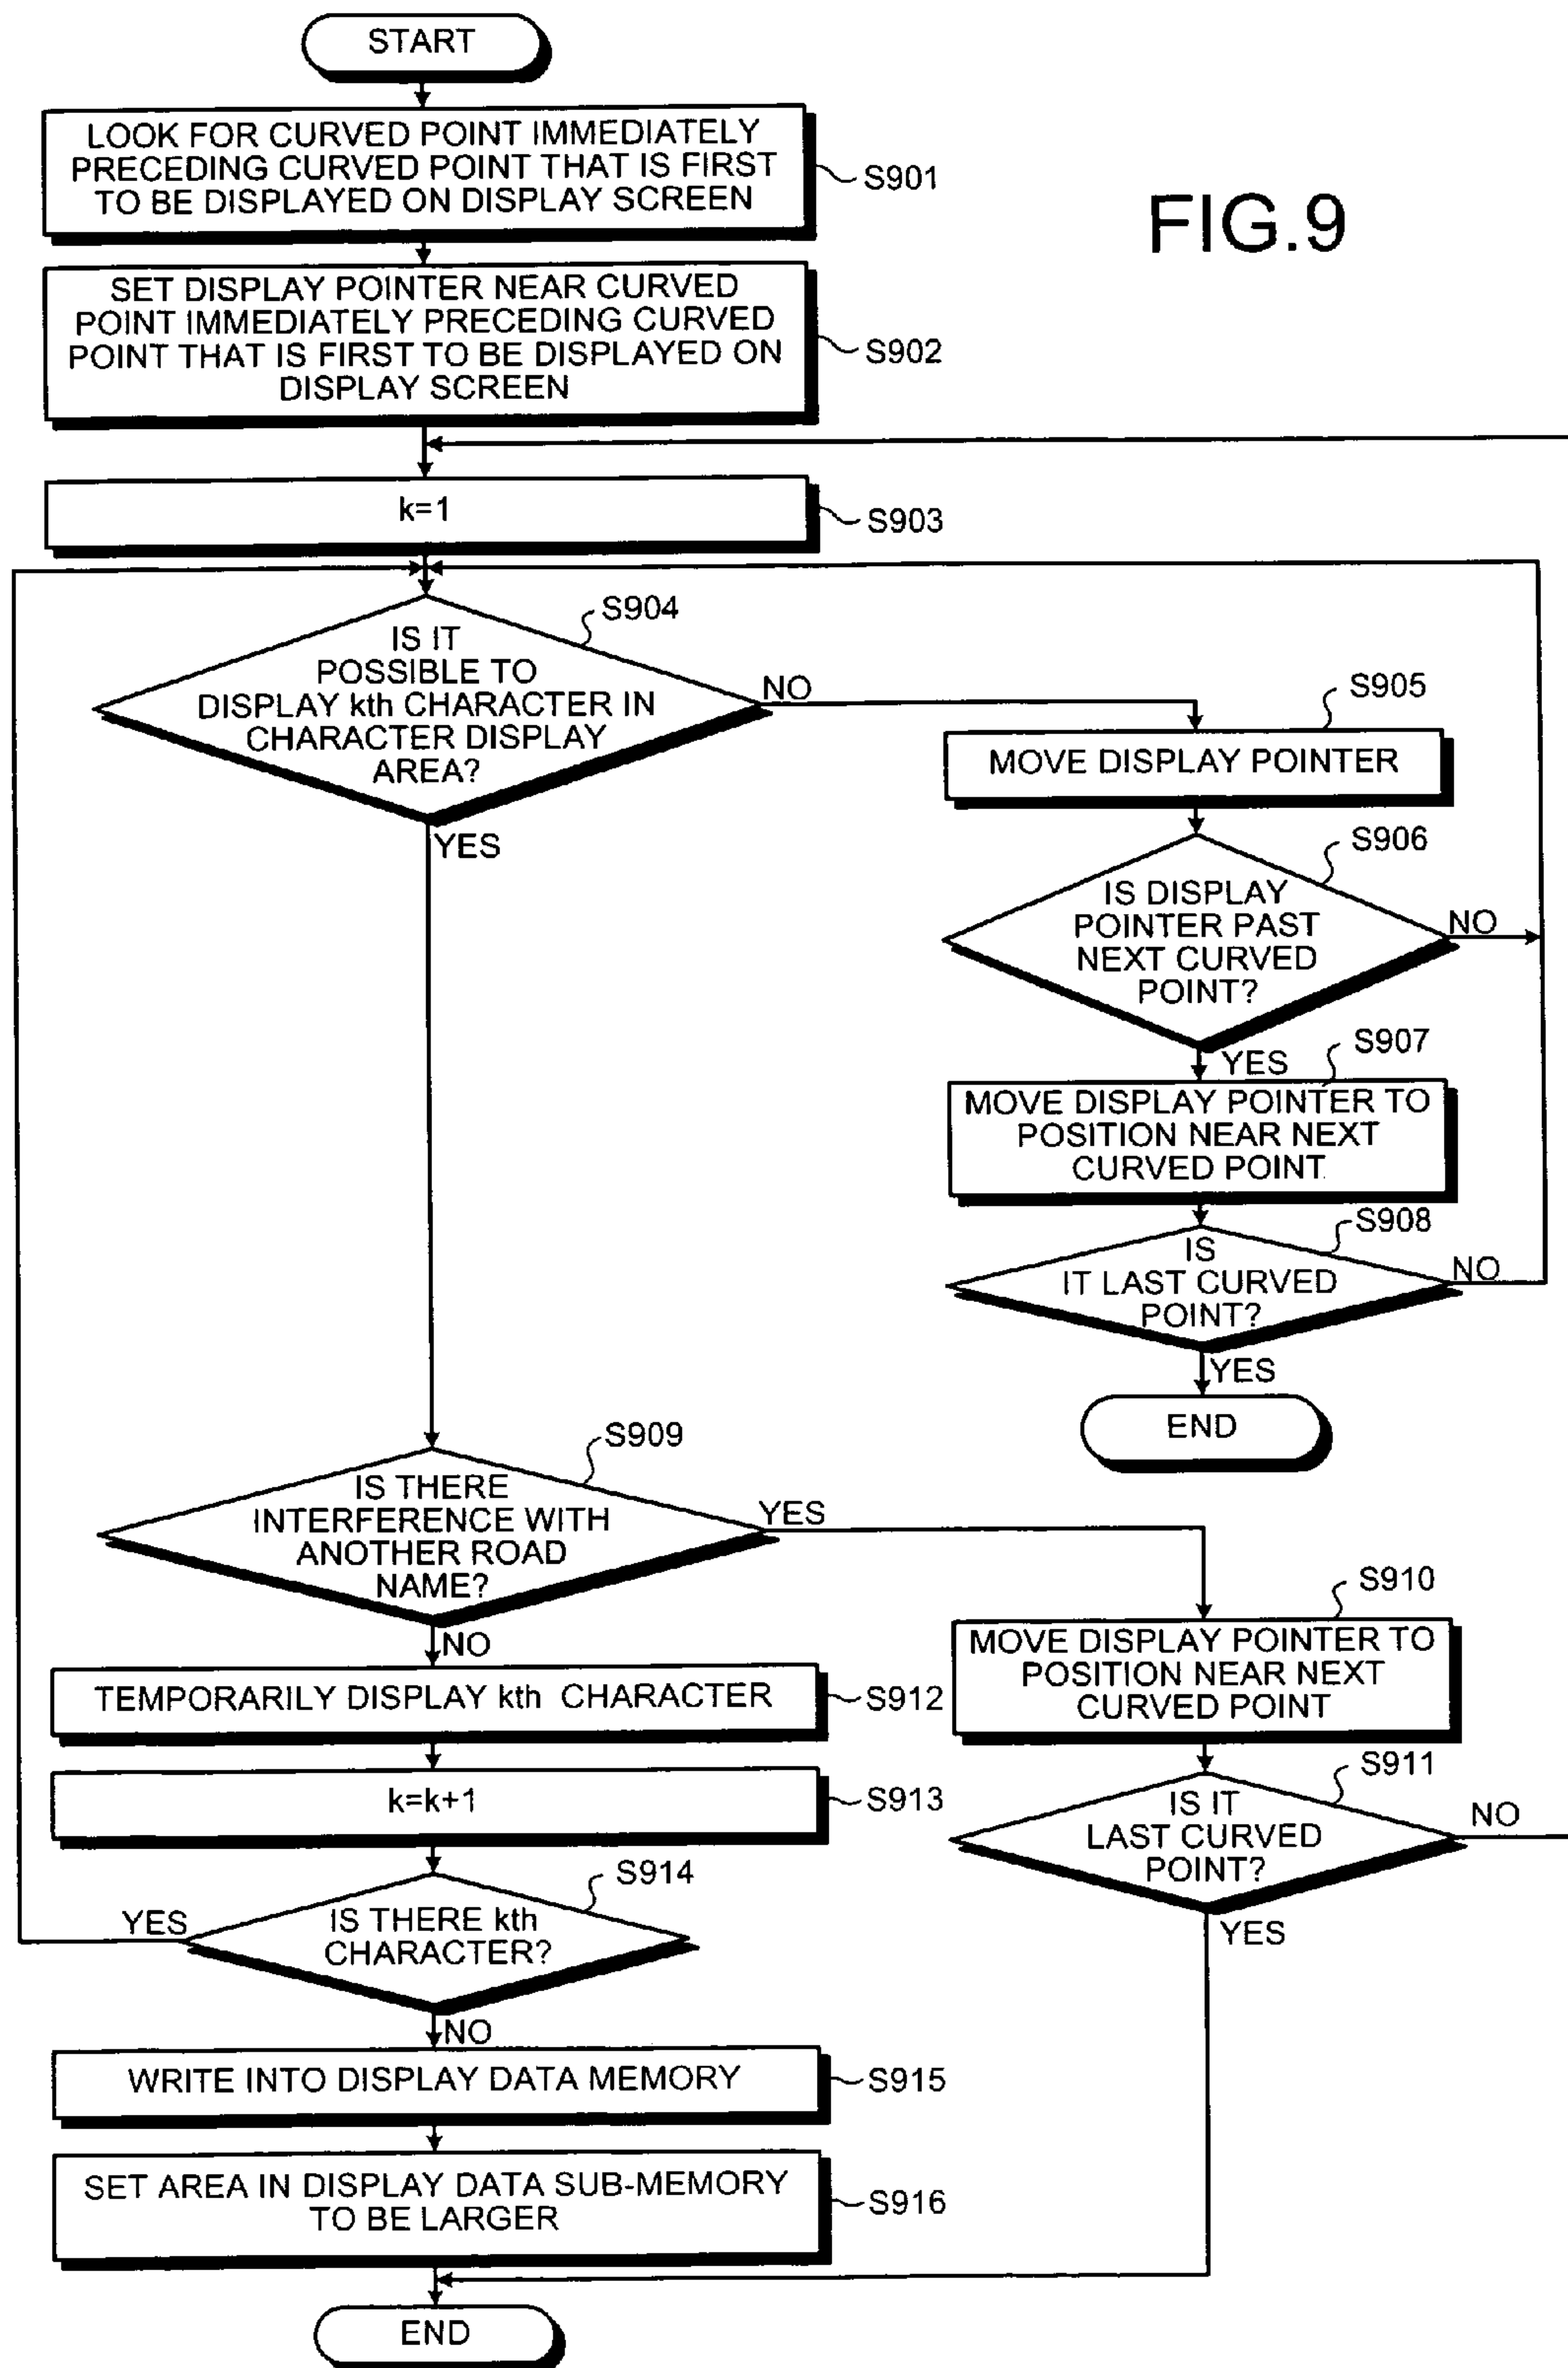 START
LOOK FOR CURVED POINT IMMEDIATELY
PRECEDING CURVED POINT THAT IS FIRST
TO BE DISPLAYED ON DISPLAY SCREEN
S901
FIG.9
SET DISPLAY POINTER NEAR CURVED
POINT IMMEDIATELY PRECEDING CURVED
POINT THAT IS FIRST TO BE DISPLAYED ON
DISPLAY SCREEN
S902
k=1
S903
S904
IS IT
POSSIBLE TO
DISPLAY kth CHARACTER IN
CHARACTER DISPLAY
AREA?
NO
YES
S905
MOVE DISPLAY POINTER
S906
IS DISPLAY
POINTER PAST
NEXT CURVED
POINT?
NO
YES
S907
MOVE DISPLAY POINTER TO
POSITION NEAR NEXT
CURVED POINT
S908
IS
IT LAST CURVED
POINT?
NO
YES
END
S909
IS THERE
INTERFERENCE WITH
ANOTHER ROAD
NAME?
YES
NO
S910
MOVE DISPLAY POINTER TO
POSITION NEAR NEXT
CURVED POINT
S911
IS IT
LAST CURVED
POINT?
NO
YES
TEMPORARILY DISPLAY kth CHARACTER
S912
k=k+1
S913
S914
IS THERE kth
CHARACTER?
YES
NO
WRITE INTO DISPLAY DATA MEMORY
S915
SET AREA IN DISPLAY DATA SUB-MEMORY
TO BE LARGER
S916
END